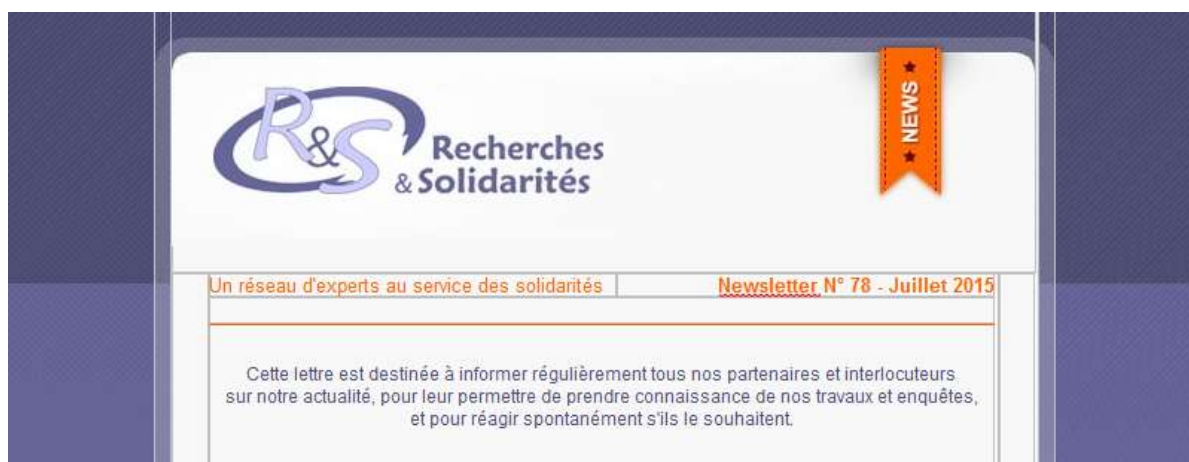 R&S
Recherches
& Solidarités
★ NEWS ★
Un réseau d'experts au service des solidarités
Newsletter N° 78 - Juillet 2015
Cette lettre est destinée à informer régulièrement tous nos partenaires et interlocuteurs
sur notre actualité, pour leur permettre de prendre connaissance de nos travaux et enquêtes,
et pour réagir spontanément s'ils le souhaitent.